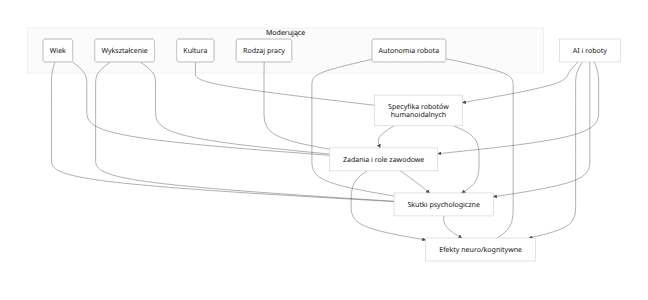 Moderujące
Wiek
Wykształcenie
Kultura
Rodzaj pracy
Autonomia robota
AI i roboty
Specyfika robotów
humanoidalnych
Zadania i role zawodowe
Skutki psychologiczne
Efekty neuro/kognitywne